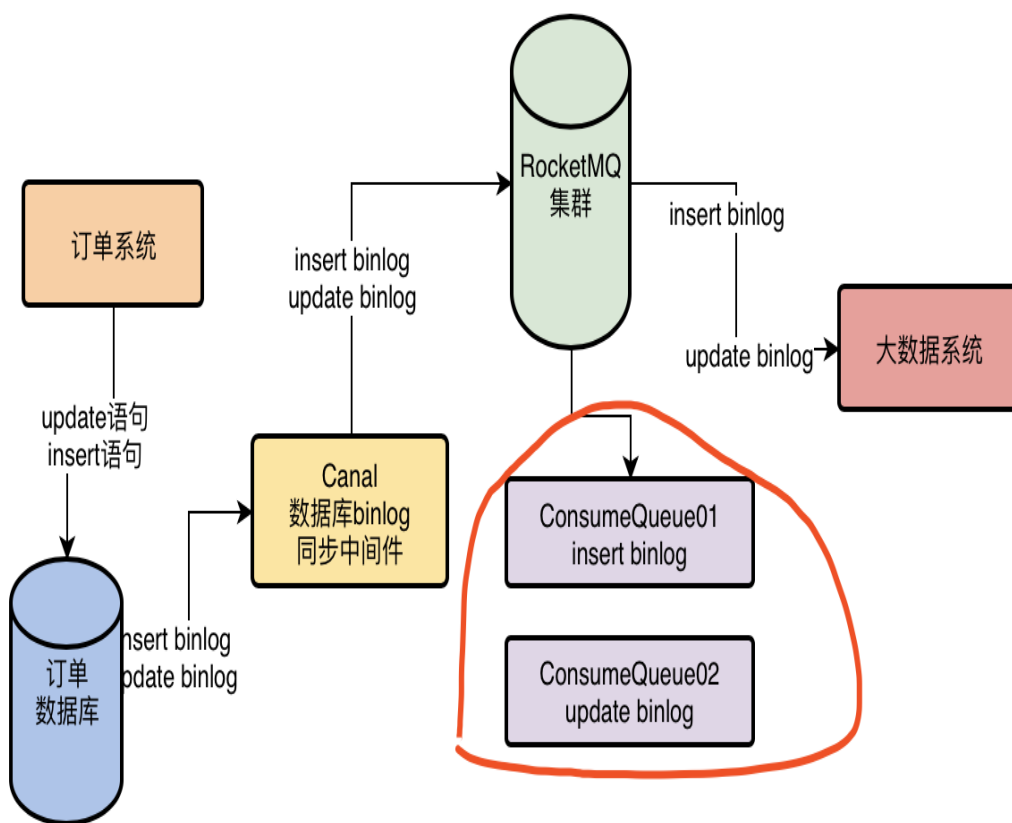 RocketMQ
集群
订单系统
insert binlog
insert binlog
update binlog
update binlog
大数据系统
update语句
insert语句
Canal
数据库binlog
同步中间件
ConsumeQueue01
insert binlog
nsert binlog
pdate binlog
订单
数据库
ConsumeQueue02
update binlog